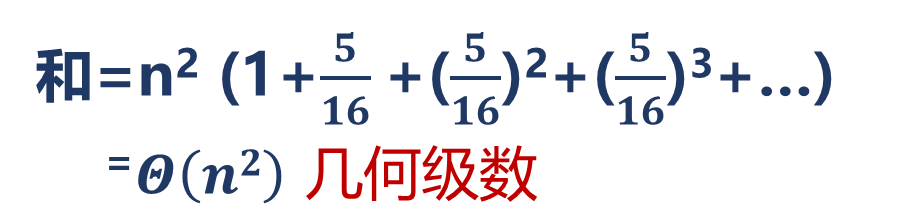 和=n² (1+5/16 +(5/16)²+(5/16)³+…)
=Θ(n²) 几何级数